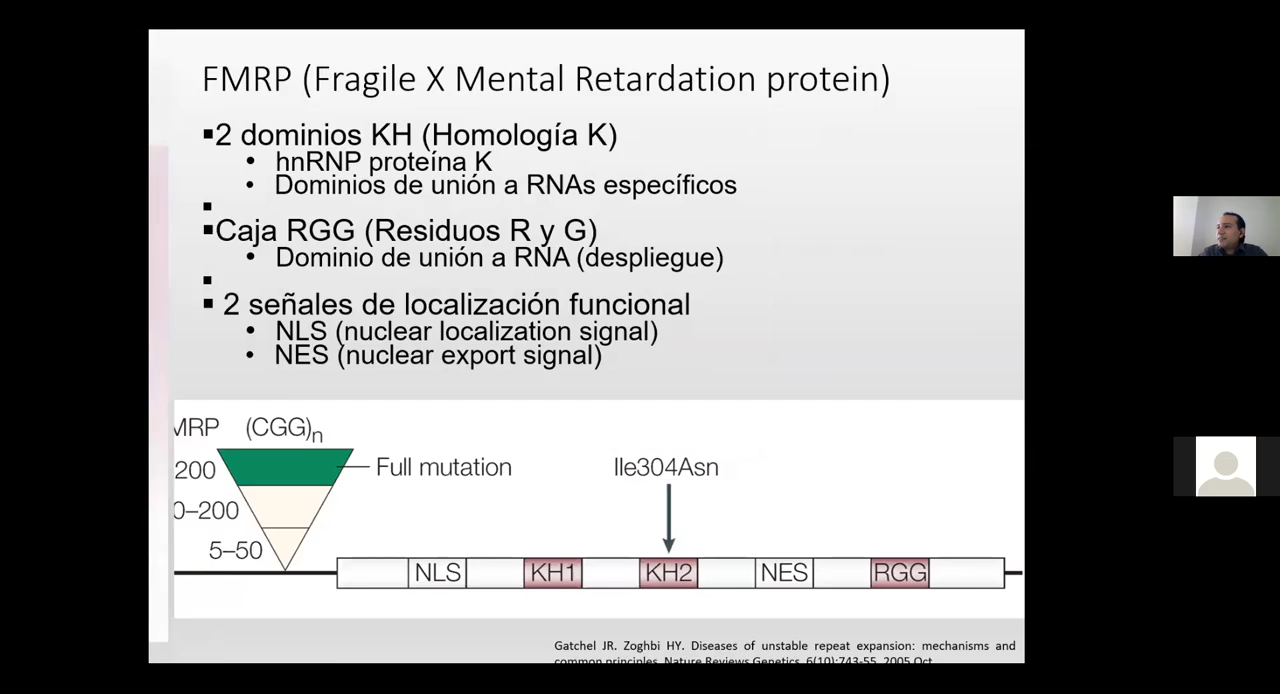 FMRP (Fragile X Mental Retardation protein)
▪2 dominios KH (Homología K)
• hnRNP proteína K
• Dominios de unión a RNAs específicos
▪
▪Caja RGG (Residuos R y G)
• Dominio de unión a RNA (despliegue)
▪
▪ 2 señales de localización funcional
• NLS (nuclear localization signal)
• NES (nuclear export signal)
MRP (CGG)n
200 Full mutation Ile304Asn
0–200
5–50
NLS KH1 KH2 NES RGG
Gatchel JR. Zoghbi HY. Diseases of unstable repeat expansion: mechanisms and
common principles. Nature Reviews Genetics. 6(10):743-55, 2005 Oct